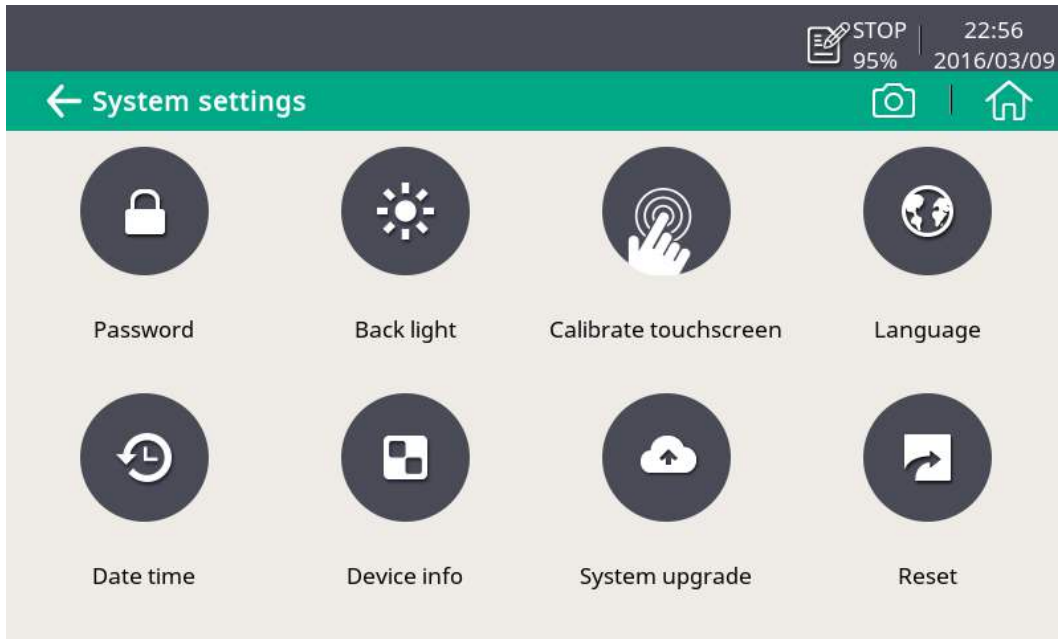 STOP 22:56
95% 2016/03/09
System settings
Password Back light Calibrate touchscreen Language
Date time Device info System upgrade Reset